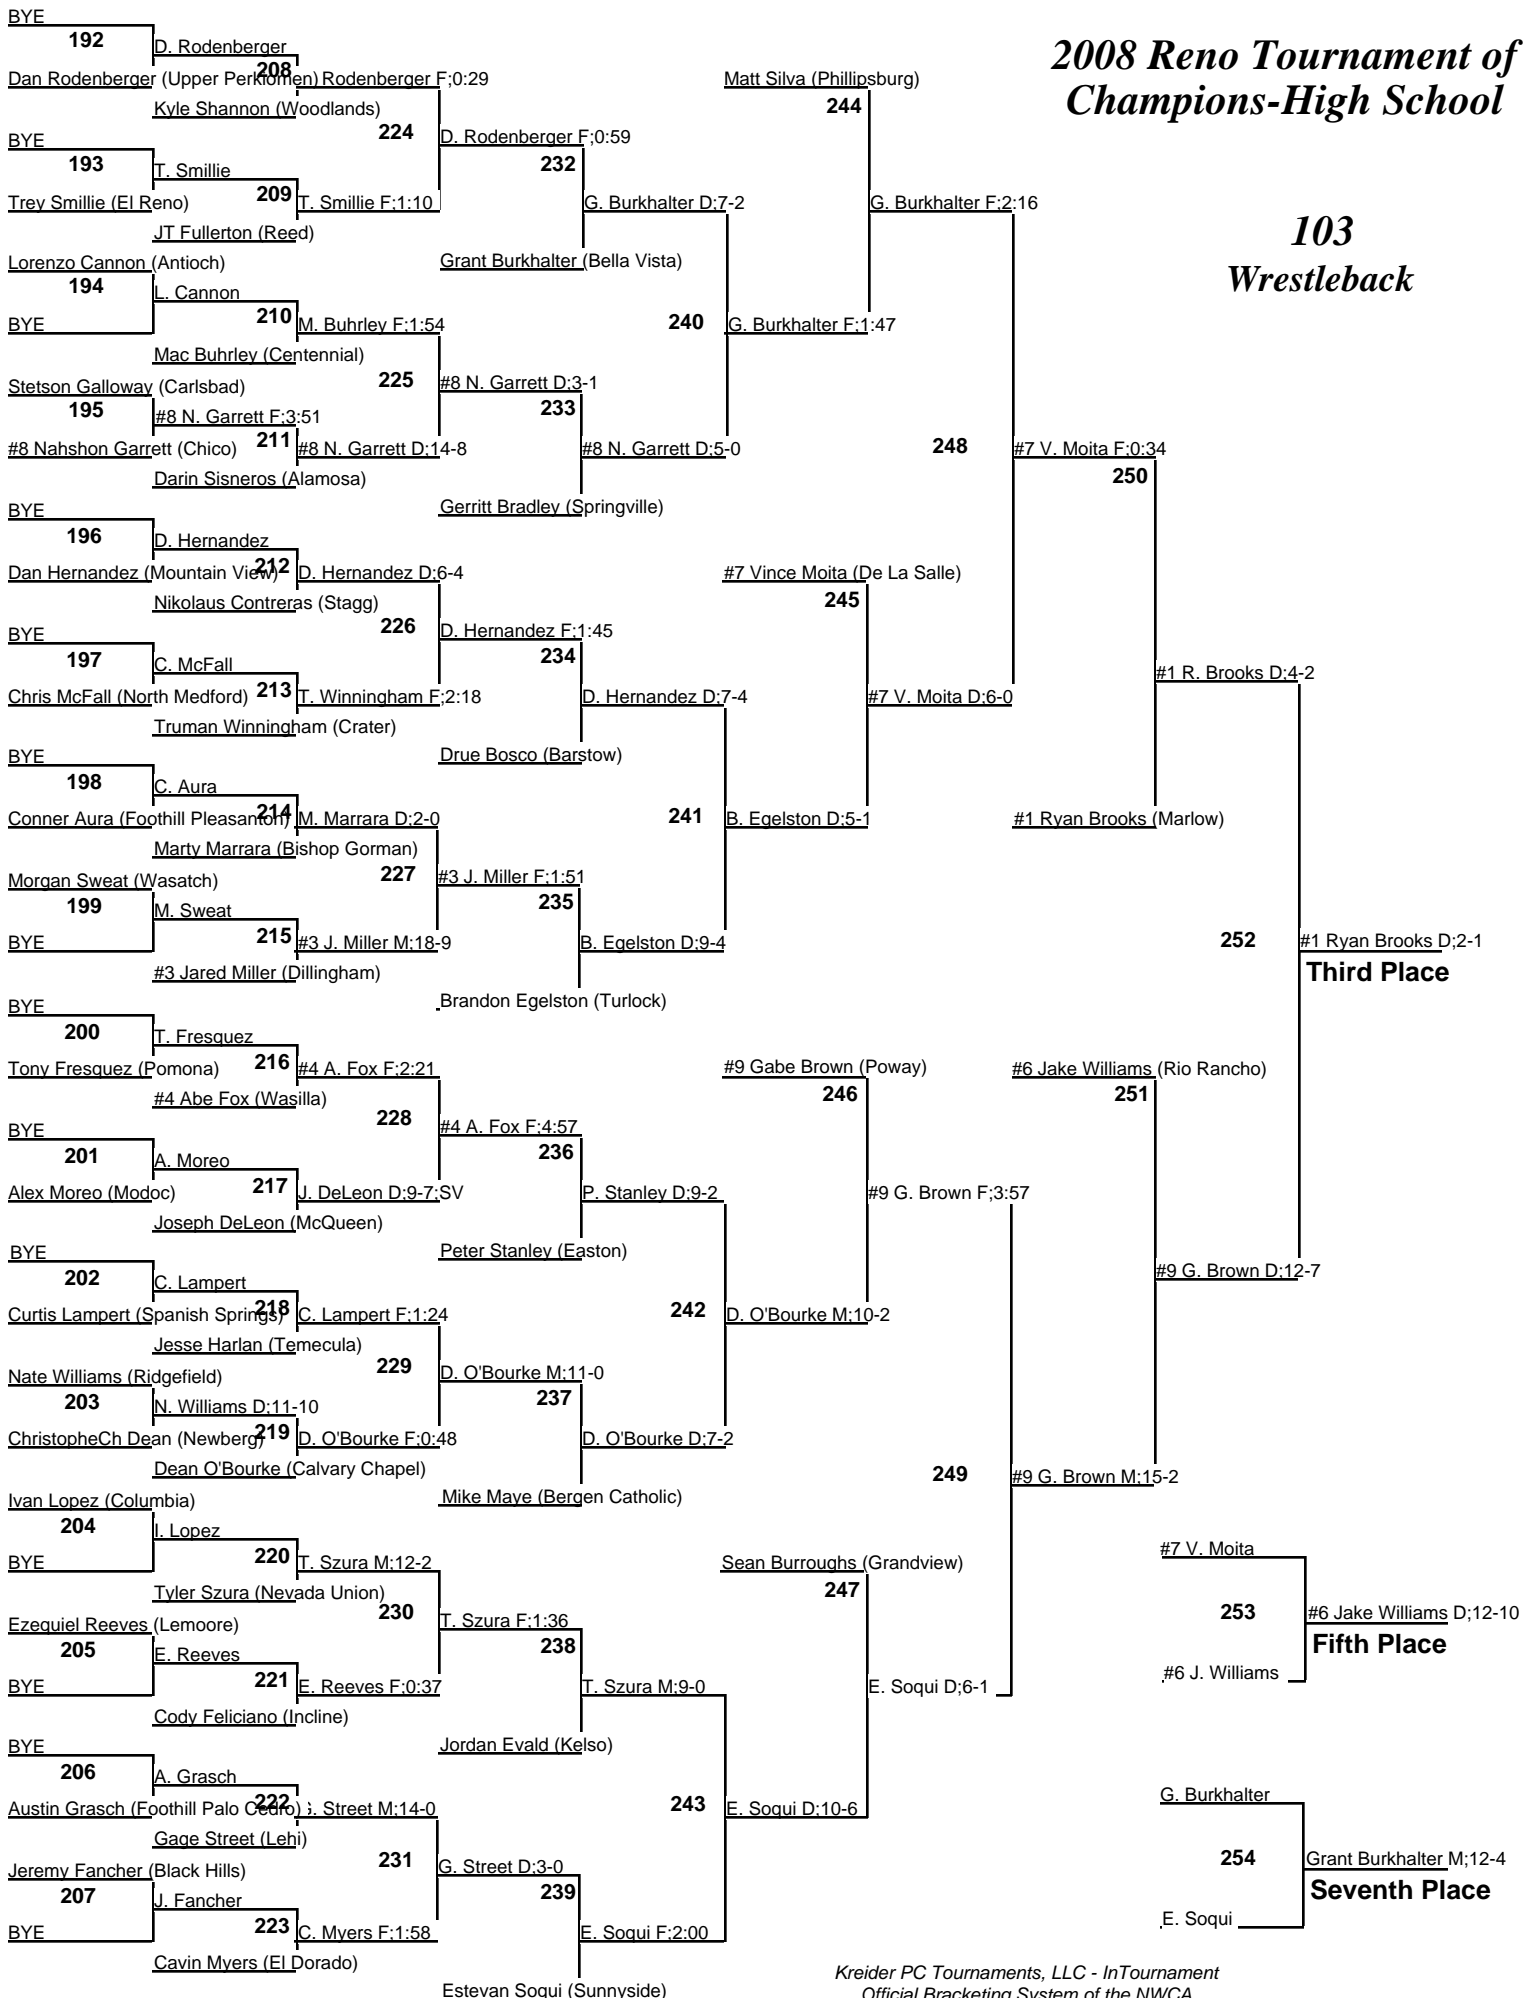 2008 Reno Tournament of
Champions-High School
103
Wrestleback
BYE
192
D. Rodenberger
208
Dan Rodenberger (Upper Perkiomen)
Rodenberger F;0:29
Kyle Shannon (Woodlands)
224
D. Rodenberger F;0:59
BYE
193
T. Smillie
209
Trey Smillie (El Reno)
T. Smillie F;1:10
JT Fullerton (Reed)
232
G. Burkhalter D;7-2
Grant Burkhalter (Bella Vista)
Lorenzo Cannon (Antioch)
194
L. Cannon
BYE
210
M. Buhrley F;1:54
Mac Buhrley (Centennial)
225
#8 N. Garrett D;3-1
Stetson Galloway (Carlsbad)
195
#8 N. Garrett F;3:51
#8 Nahshon Garrett (Chico)
211
#8 N. Garrett D;14-8
Darin Sisneros (Alamosa)
233
#8 N. Garrett D;5-0
Gerritt Bradley (Springville)
240
G. Burkhalter F;1:47
Matt Silva (Phillipsburg)
244
G. Burkhalter F;2:16
BYE
196
D. Hernandez
Dan Hernandez (Mountain View)
212
D. Hernandez D;6-4
Nikolaus Contreras (Stagg)
226
D. Hernandez F;1:45
BYE
197
C. McFall
Chris McFall (North Medford)
213
T. Winningham F;2:18
Truman Winningham (Crater)
234
D. Hernandez D;7-4
Drue Bosco (Barstow)
BYE
198
C. Aura
Conner Aura (Foothill Pleasanton)
214
M. Marrara D;2-0
Marty Marrara (Bishop Gorman)
227
#3 J. Miller F;1:51
Morgan Sweat (Wasatch)
199
M. Sweat
BYE
215
#3 J. Miller M;18-9
#3 Jared Miller (Dillingham)
235
B. Egelston D;9-4
Brandon Egelston (Turlock)
241
B. Egelston D;5-1
#7 Vince Moita (De La Salle)
245
#7 V. Moita D;6-0
248
#7 V. Moita F;0:34
250
#1 Ryan Brooks (Marlow)
#1 R. Brooks D;4-2
252
#1 Ryan Brooks D;2-1
Third Place
BYE
200
T. Fresquez
Tony Fresquez (Pomona)
216
#4 A. Fox F;2:21
#4 Abe Fox (Wasilla)
228
#4 A. Fox F;4:57
BYE
201
A. Moreo
Alex Moreo (Modoc)
217
J. DeLeon D;9-7;SV
Joseph DeLeon (McQueen)
236
P. Stanley D;9-2
Peter Stanley (Easton)
BYE
202
C. Lampert
Curtis Lampert (Spanish Springs)
218
C. Lampert F;1:24
Jesse Harlan (Temecula)
229
D. O'Bourke M;11-0
Nate Williams (Ridgefield)
203
N. Williams D;11-10
ChristopheCh Dean (Newberg)
219
D. O'Bourke F;0:48
Dean O'Bourke (Calvary Chapel)
237
D. O'Bourke D;7-2
Mike Maye (Bergen Catholic)
242
D. O'Bourke M;10-2
#9 Gabe Brown (Poway)
246
#9 G. Brown F;3:57
#6 Jake Williams (Rio Rancho)
251
#9 G. Brown D;12-7
Ivan Lopez (Columbia)
204
I. Lopez
BYE
220
T. Szura M;12-2
Tyler Szura (Nevada Union)
230
T. Szura F;1:36
Ezequiel Reeves (Lemoore)
205
E. Reeves
BYE
221
E. Reeves F;0:37
Cody Feliciano (Incline)
238
T. Szura M;9-0
Jordan Evald (Kelso)
BYE
206
A. Grasch
Austin Grasch (Foothill Palo Cedro)
222
G. Street M;14-0
Gage Street (Lehi)
231
G. Street D;3-0
Jeremy Fancher (Black Hills)
207
J. Fancher
BYE
223
C. Myers F;1:58
Cavin Myers (El Dorado)
239
E. Soqui F;2:00
Estevan Soqui (Sunnyside)
243
E. Soqui D;10-6
Sean Burroughs (Grandview)
247
E. Soqui D;6-1
249
#9 G. Brown M;15-2
#7 V. Moita
253
#6 Jake Williams D;12-10
Fifth Place
#6 J. Williams
G. Burkhalter
254
Grant Burkhalter M;12-4
Seventh Place
E. Soqui
Kreider PC Tournaments, LLC - InTournament
Official Bracketing System of the NWCA